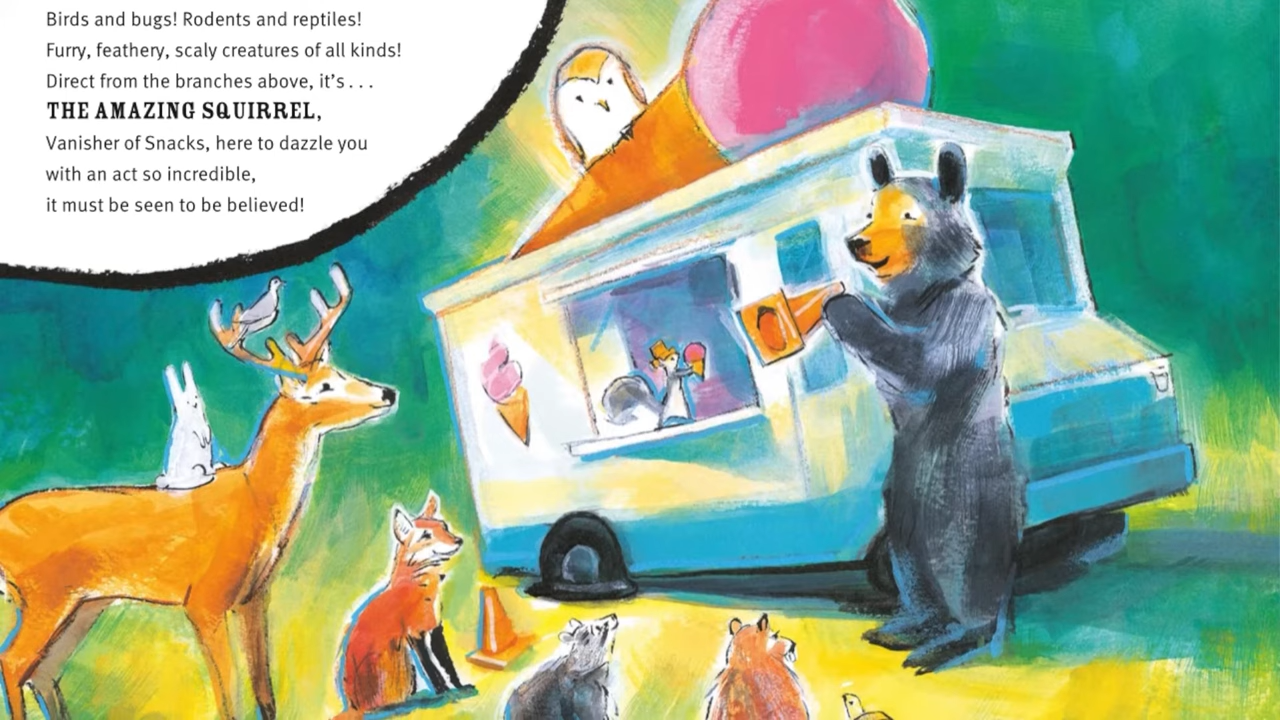 Birds and bugs! Rodents and reptiles!
Furry, feathery, scaly creatures of all kinds!
Direct from the branches above, it’s . . .
THE AMAZING SQUIRREL,
Vanisher of Snacks, here to dazzle you
with an act so incredible,
it must be seen to be believed!